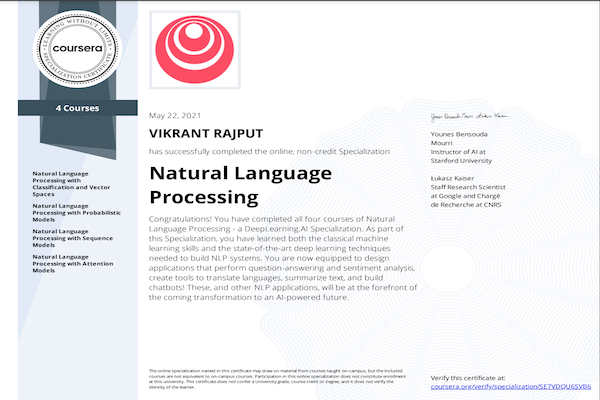 LEARNING WITHOUT LIMITS
coursera
SPECIALIZATION CERTIFICATE
4 Courses
Natural Language
Processing with
Classification and Vector
Spaces
Natural Language
Processing with Probabilistic
Models
Natural Language
Processing with Sequence
Models
Natural Language
Processing with Attention
Models
May 22, 2021
VIKRANT RAJPUT
has successfully completed the online, non-credit Specialization
Natural Language
Processing
Congratulations! You have completed all four courses of Natural
Language Processing - a DeepLearning.AI Specialization. As part of
this Specialization, you have learned both the classical machine
learning skills and the state-of-the-art deep learning techniques
needed to build NLP systems. You are now equipped to design
applications that perform question-answering and sentiment analysis,
create tools to translate languages, summarize text, and build
chatbots! These, and other NLP applications, will be at the forefront of
the coming transformation to an AI-powered future.
Younes Bensouda Mourri Łukasz Kaiser
Younes Bensouda
Mourri
Instructor of AI at
Stanford University
Łukasz Kaiser
Staff Research Scientist
at Google and Chargé
de Recherche at CNRS
The online specialization named in this certificate may draw on material from courses taught on campus, but the included
courses are not equivalent to on-campus courses. Participation in this online specialization does not constitute enrollment
at this university. This certificate does not confer a University grade, course credit or degree, and it does not verify the
identity of the learner.
Verify this certificate at:
coursera.org/verify/specialization/SE7VDQU6SVB6